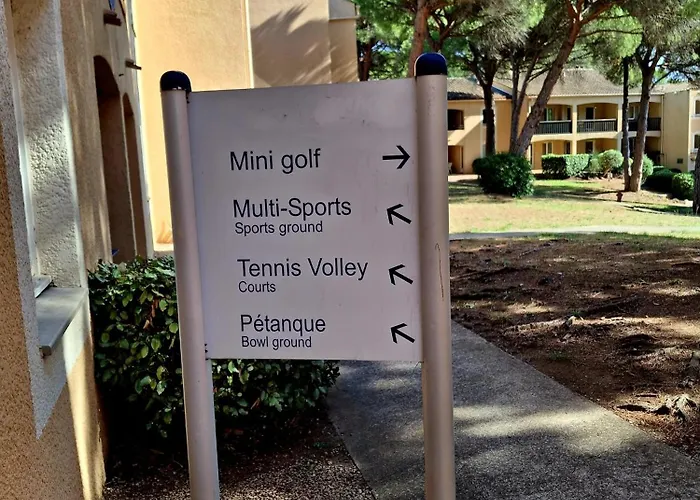 Mini golf →
Multi-Sports ↖
Sports ground
Tennis Volley ↖
Courts
Pétanque ↖
Bowl ground